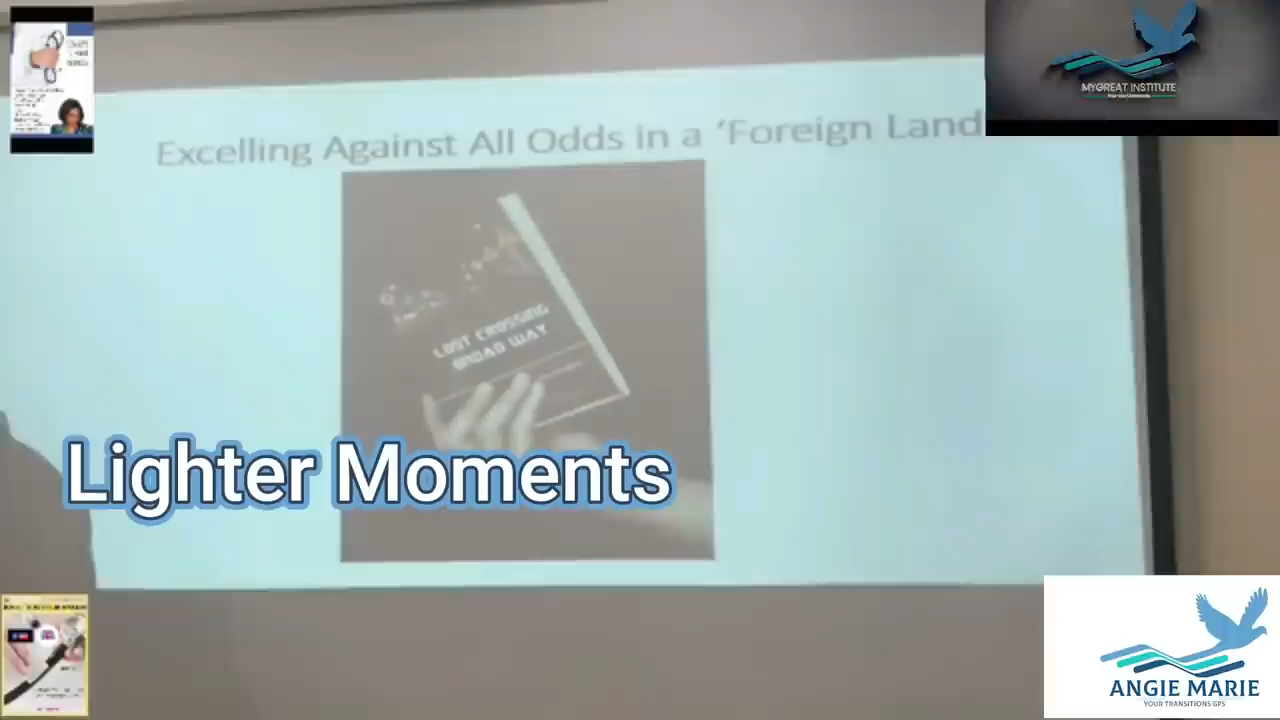 MYGREAT INSTITUTE
Excelling Against All Odds in a ‘Foreign Land
LOST CROSSING
BROAD WAY
Lighter Moments
ANGIE MARIE
YOUR TRANSITIONS GPS